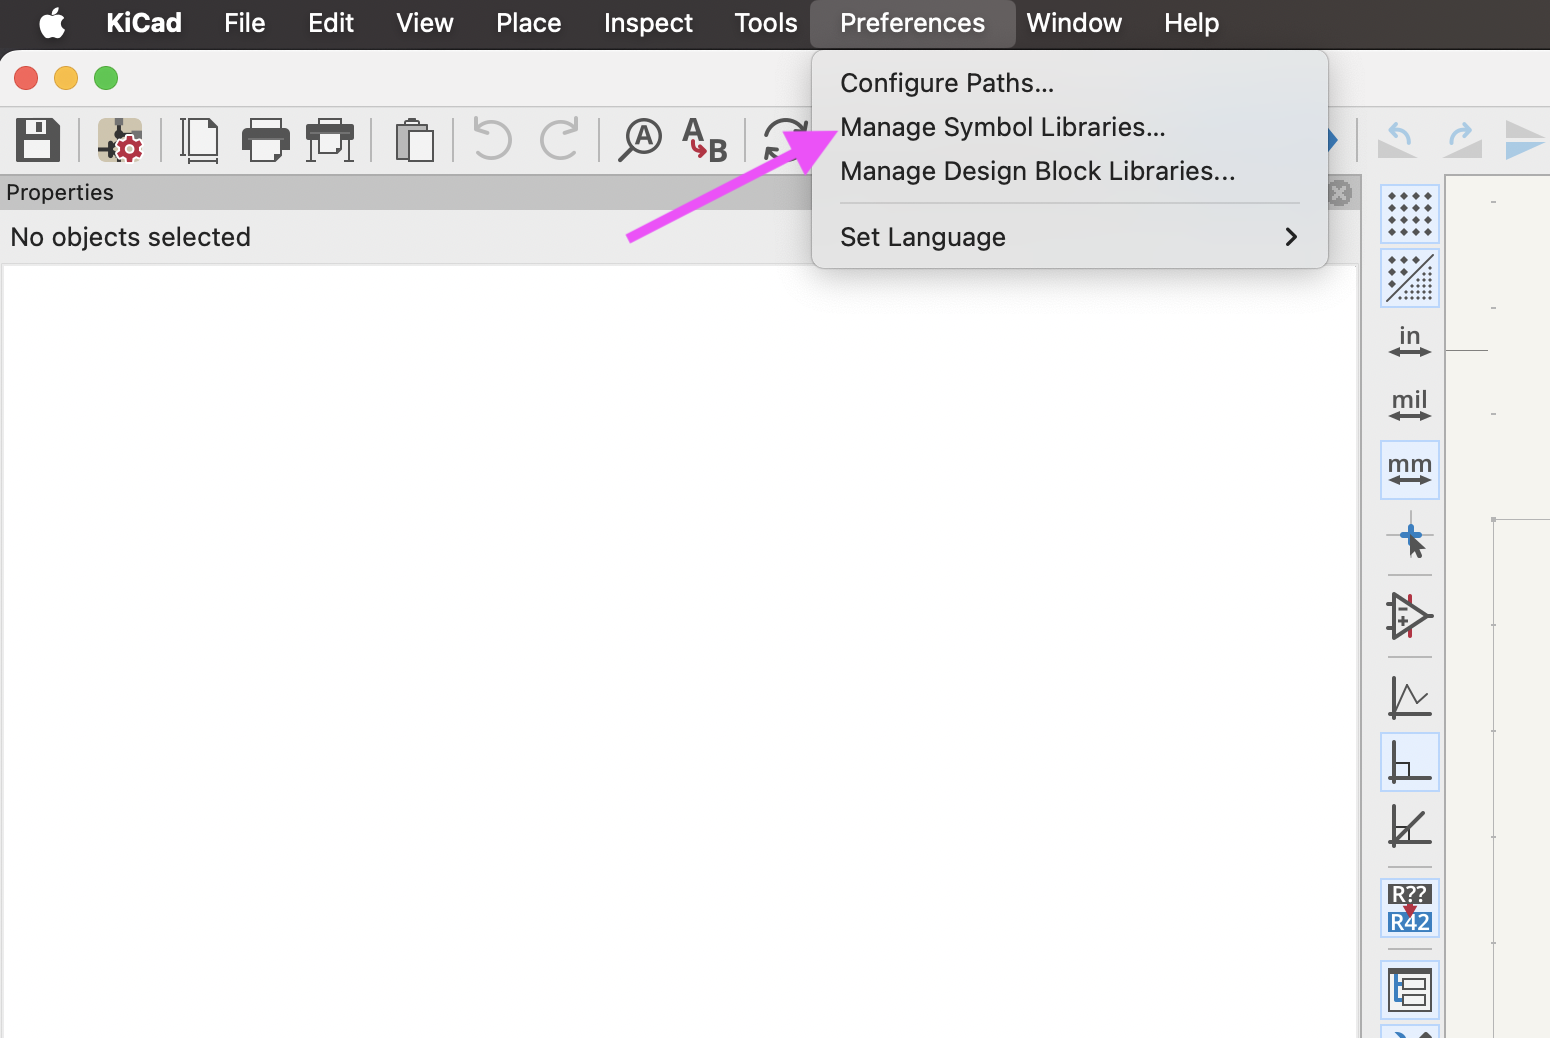 KiCad File Edit View Place Inspect Tools Preferences Window Help
Configure Paths...
Manage Symbol Libraries...
Manage Design Block Libraries...
Set Language
A
A B
Properties
No objects selected
in
mil
mm
R??
R42